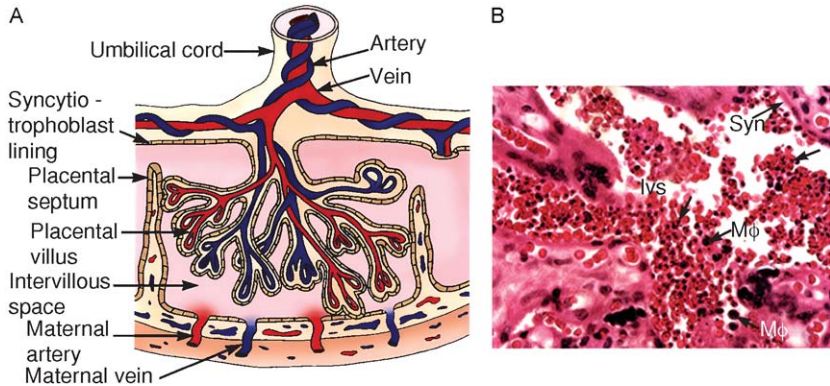 A
Umbilical cord
Artery
Vein
Syncytio -
trophoblast
lining
Placental
septum
Placental
villus
Intervillous
space
Maternal
artery
Maternal vein
B
Syn
Ivs
Mφ
Mφ